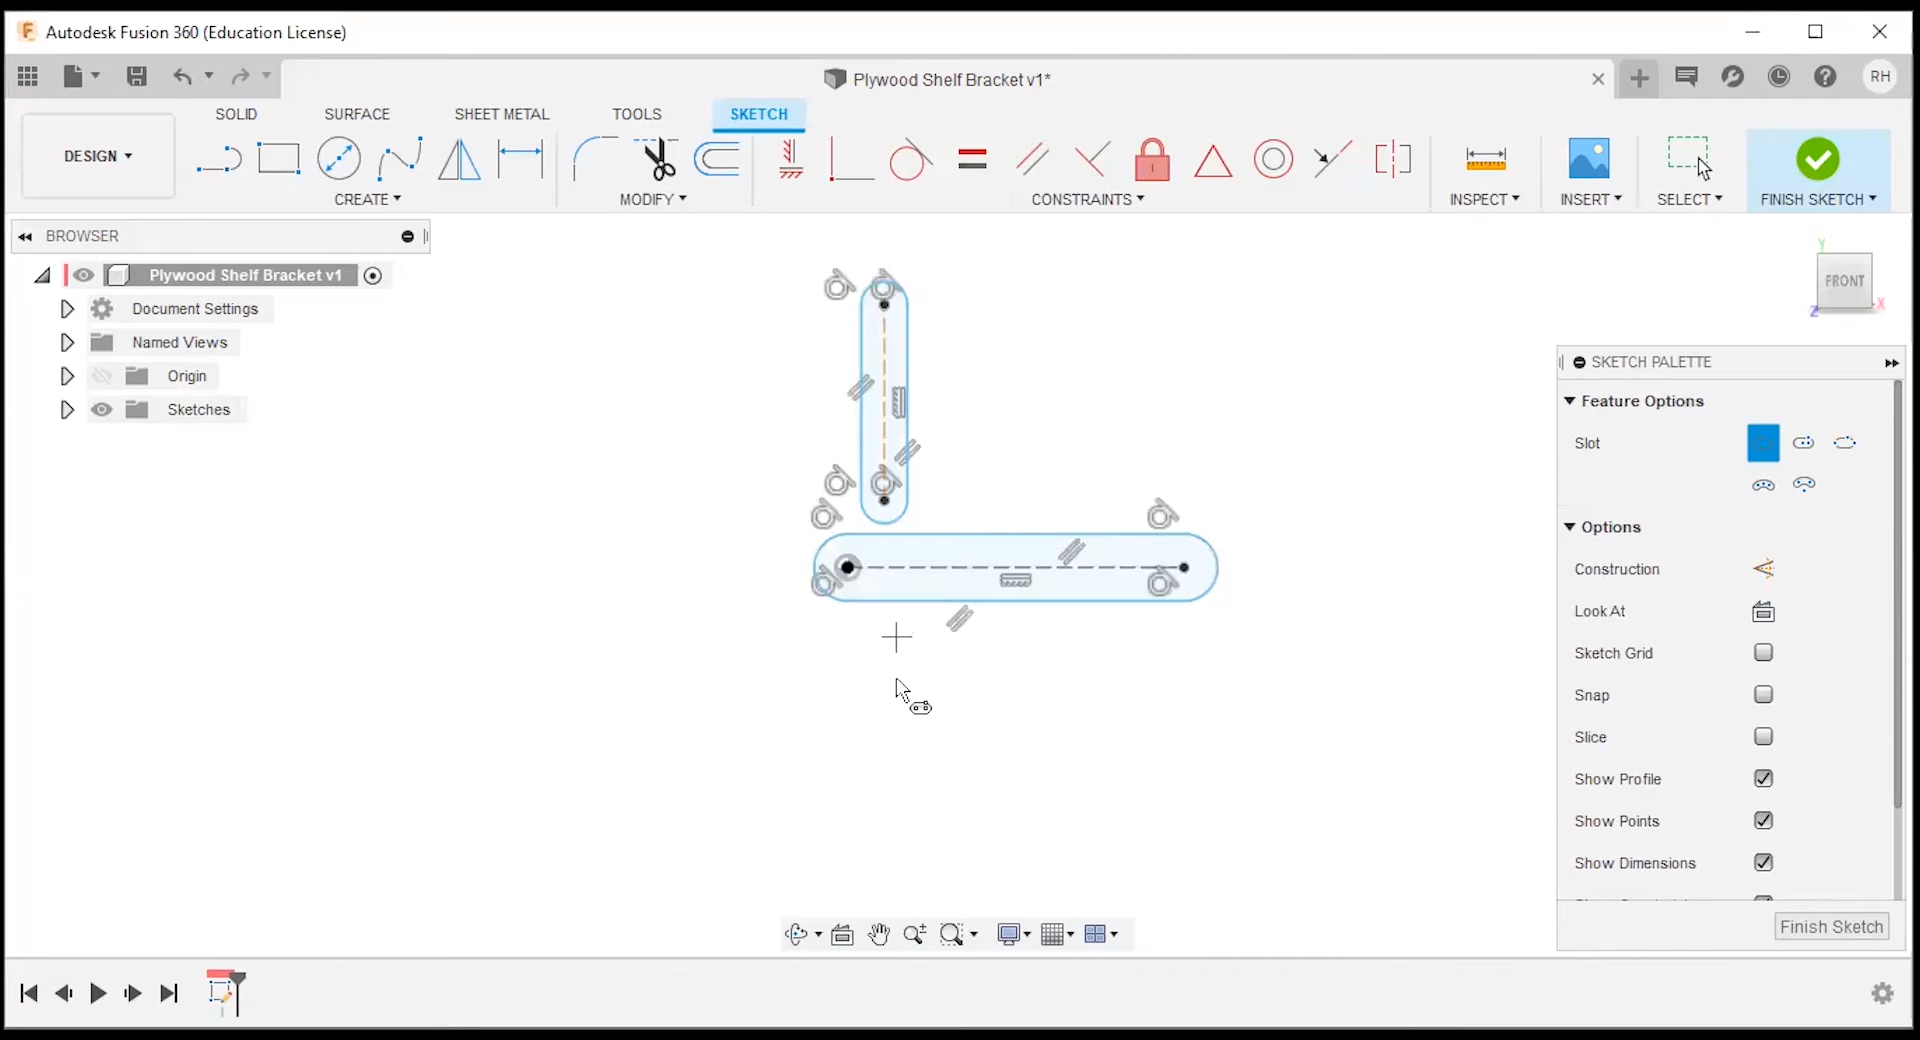 Autodesk Fusion 360 (Education License)
Plywood Shelf Bracket v1*
RH
SOLID
SURFACE
SHEET METAL
TOOLS
SKETCH
DESIGN
CREATE
MODIFY
CONSTRAINTS
INSPECT
INSERT
SELECT
FINISH SKETCH
BROWSER
Plywood Shelf Bracket v1
Document Settings
Named Views
Origin
Sketches
Y
FRONT
X
Z
SKETCH PALETTE
Feature Options
Slot
Options
Construction
Look At
Sketch Grid
Snap
Slice
Show Profile
Show Points
Show Dimensions
Finish Sketch